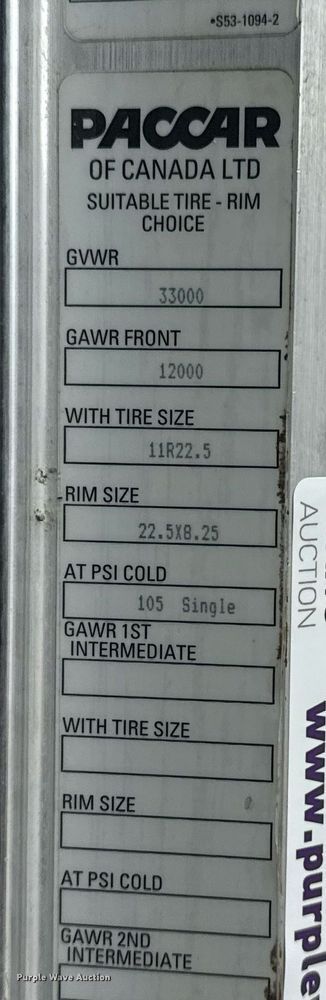 •S53-1094-2
PACCAR
OF CANADA LTD
SUITABLE TIRE - RIM
CHOICE
GVWR
33000
GAWR FRONT
12000
WITH TIRE SIZE
11R22.5
RIM SIZE
22.5X8.25
AT PSI COLD
105 Single
GAWR 1ST
INTERMEDIATE
WITH TIRE SIZE
RIM SIZE
AT PSI COLD
GAWR 2ND
INTERMEDIATE
AUCTION
www.purple
Purple Wave Auction